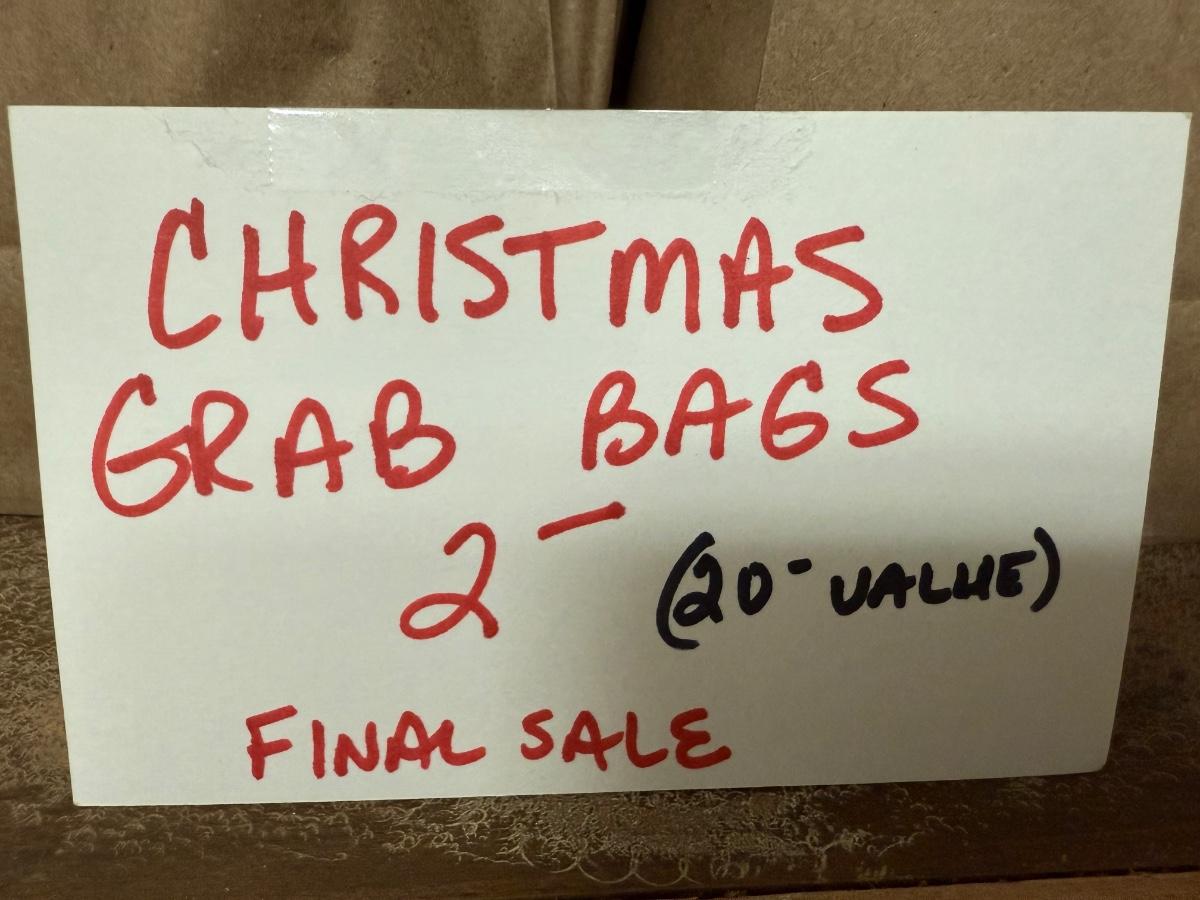 CHRISTMAS
GRAB BAGS
2- (20- VALUE)
FINAL SALE